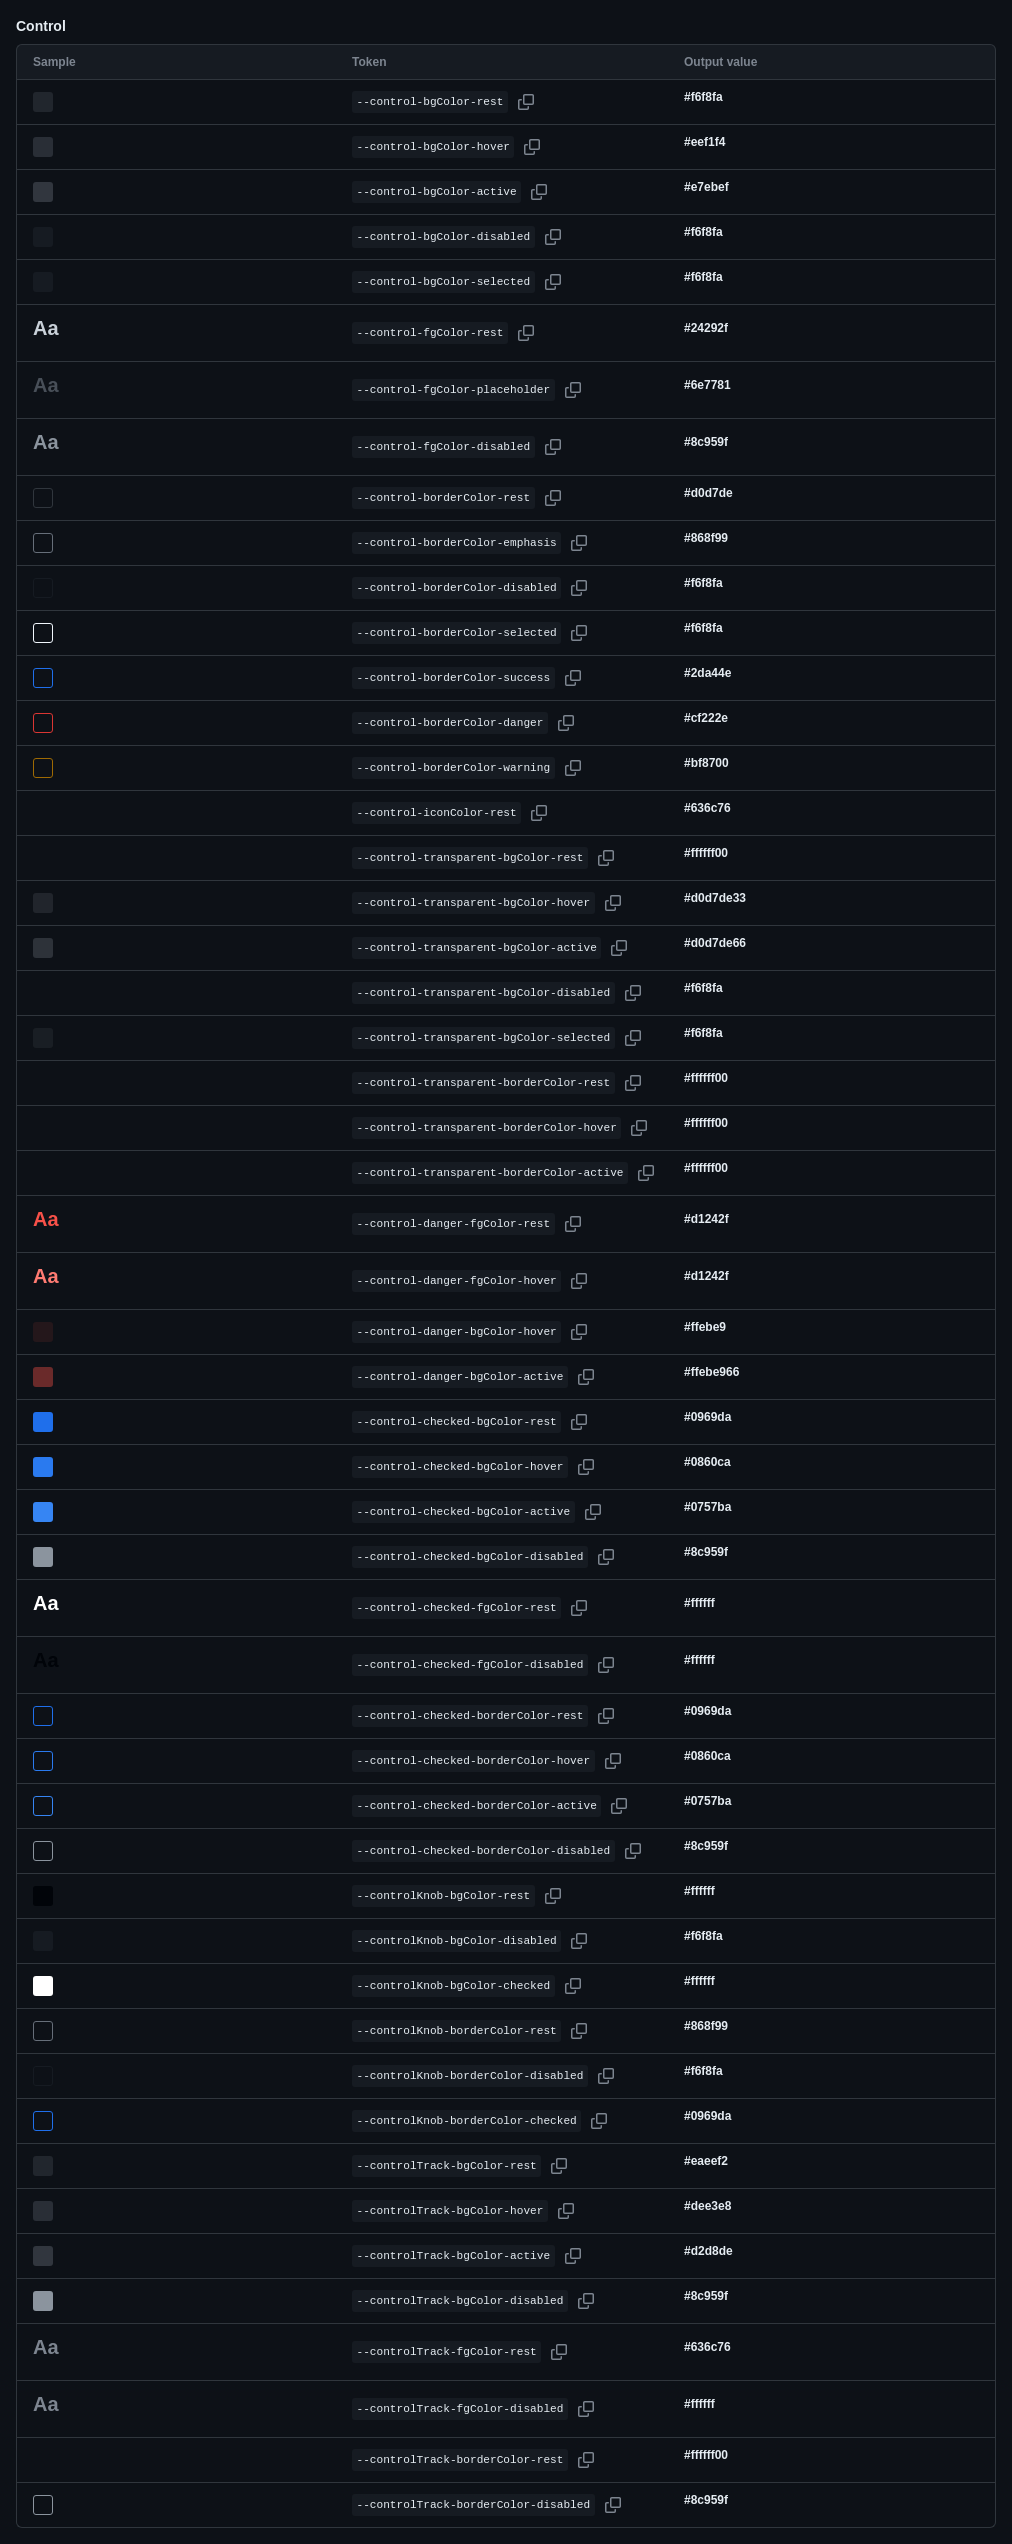 Control
Sample Token Output value
--control-bgColor-rest #f6f8fa
--control-bgColor-hover #eef1f4
--control-bgColor-active #e7ebef
--control-bgColor-disabled #f6f8fa
--control-bgColor-selected #f6f8fa
Aa --control-fgColor-rest #24292f
Aa --control-fgColor-placeholder #6e7781
Aa --control-fgColor-disabled #8c959f
--control-borderColor-rest #d0d7de
--control-borderColor-emphasis #868f99
--control-borderColor-disabled #f6f8fa
--control-borderColor-selected #f6f8fa
--control-borderColor-success #2da44e
--control-borderColor-danger #cf222e
--control-borderColor-warning #bf8700
--control-iconColor-rest #636c76
--control-transparent-bgColor-rest #ffffff00
--control-transparent-bgColor-hover #d0d7de33
--control-transparent-bgColor-active #d0d7de66
--control-transparent-bgColor-disabled #f6f8fa
--control-transparent-bgColor-selected #f6f8fa
--control-transparent-borderColor-rest #ffffff00
--control-transparent-borderColor-hover #ffffff00
--control-transparent-borderColor-active #ffffff00
Aa --control-danger-fgColor-rest #d1242f
Aa --control-danger-fgColor-hover #d1242f
--control-danger-bgColor-hover #ffebe9
--control-danger-bgColor-active #ffebe966
--control-checked-bgColor-rest #0969da
--control-checked-bgColor-hover #0860ca
--control-checked-bgColor-active #0757ba
--control-checked-bgColor-disabled #8c959f
Aa --control-checked-fgColor-rest #ffffff
Aa --control-checked-fgColor-disabled #ffffff
--control-checked-borderColor-rest #0969da
--control-checked-borderColor-hover #0860ca
--control-checked-borderColor-active #0757ba
--control-checked-borderColor-disabled #8c959f
--controlKnob-bgColor-rest #ffffff
--controlKnob-bgColor-disabled #f6f8fa
--controlKnob-bgColor-checked #ffffff
--controlKnob-borderColor-rest #868f99
--controlKnob-borderColor-disabled #f6f8fa
--controlKnob-borderColor-checked #0969da
--controlTrack-bgColor-rest #eaeef2
--controlTrack-bgColor-hover #dee3e8
--controlTrack-bgColor-active #d2d8de
--controlTrack-bgColor-disabled #8c959f
Aa --controlTrack-fgColor-rest #636c76
Aa --controlTrack-fgColor-disabled #ffffff
--controlTrack-borderColor-rest #ffffff00
--controlTrack-borderColor-disabled #8c959f